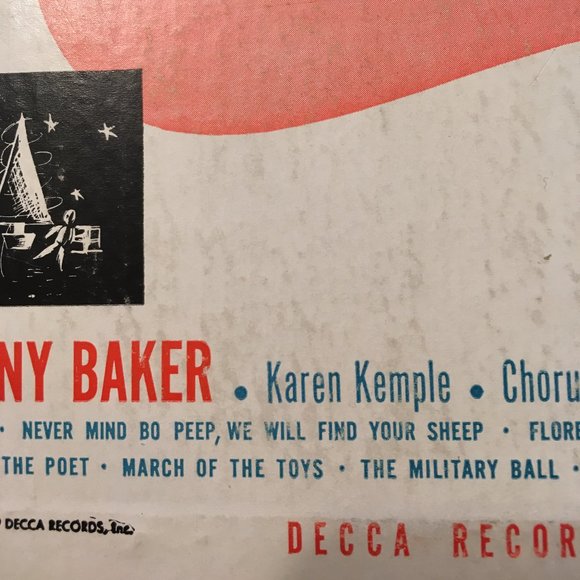 NY BAKER • Karen Kemple • Choru
• NEVER MIND BO PEEP, WE WILL FIND YOUR SHEEP • FLORE
THE POET • MARCH OF THE TOYS • THE MILITARY BALL •
DECCA RECORDS, Inc.
DECCA RECOR